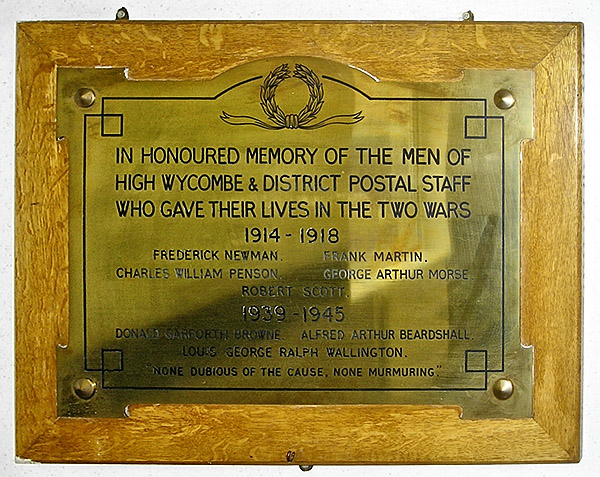 IN HONOURED MEMORY OF THE MEN OF
HIGH WYCOMBE & DISTRICT POSTAL STAFF
WHO GAVE THEIR LIVES IN THE TWO WARS
1914 - 1918
FREDERICK NEWMAN. FRANK MARTIN.
CHARLES WILLIAM PENSON. GEORGE ARTHUR MORSE
ROBERT SCOTT.
1939 - 1945
DONALD GARFORTH BROWNE. ALFRED ARTHUR BEARDSHALL.
LOUIS GEORGE RALPH WALLINGTON.
"NONE DUBIOUS OF THE CAUSE, NONE MURMURING."